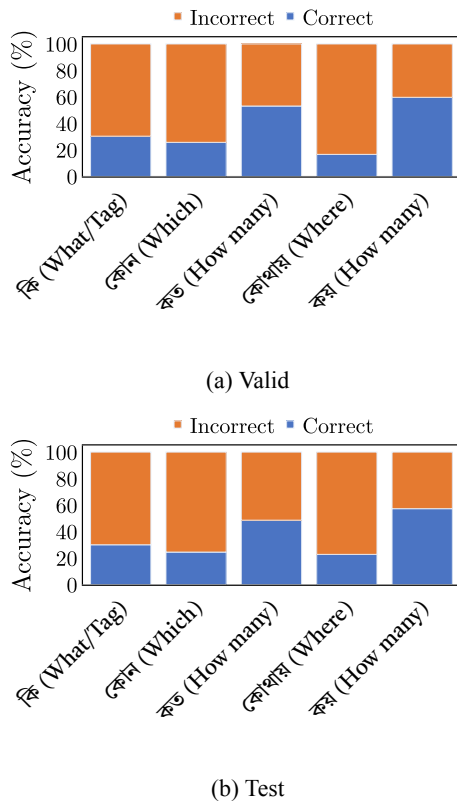 Incorrect Correct
Accuracy (%)
100
80
60
40
20
0
কি (What/Tag)
কোন (Which)
কত (How many)
কোথায় (Where)
কয় (How many)
(a) Valid
Incorrect Correct
Accuracy (%)
100
80
60
40
20
0
কি (What/Tag)
কোন (Which)
কত (How many)
কোথায় (Where)
কয় (How many)
(b) Test